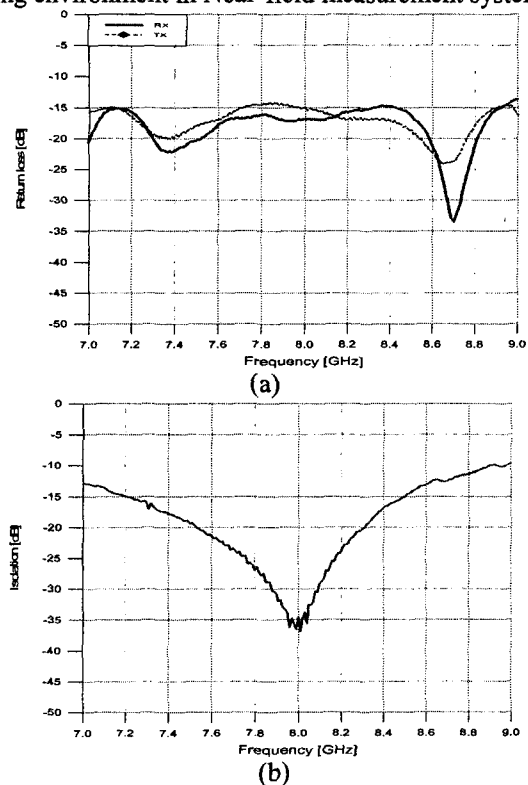 ng environment in Near-field measurement system
0
RX
TX
-5
-10
-15
-20
-25
-30
-35
-40
-45
-50
Return loss [dB]
7.0 7.2 7.4 7.6 7.8 8.0 8.2 8.4 8.6 8.8 9.0
Frequency [GHz]
(a)
0
-5
-10
-15
-20
-25
-30
-35
-40
-45
-50
Isolation [dB]
7.0 7.2 7.4 7.6 7.8 8.0 8.2 8.4 8.6 8.8 9.0
Frequency [GHz]
(b)